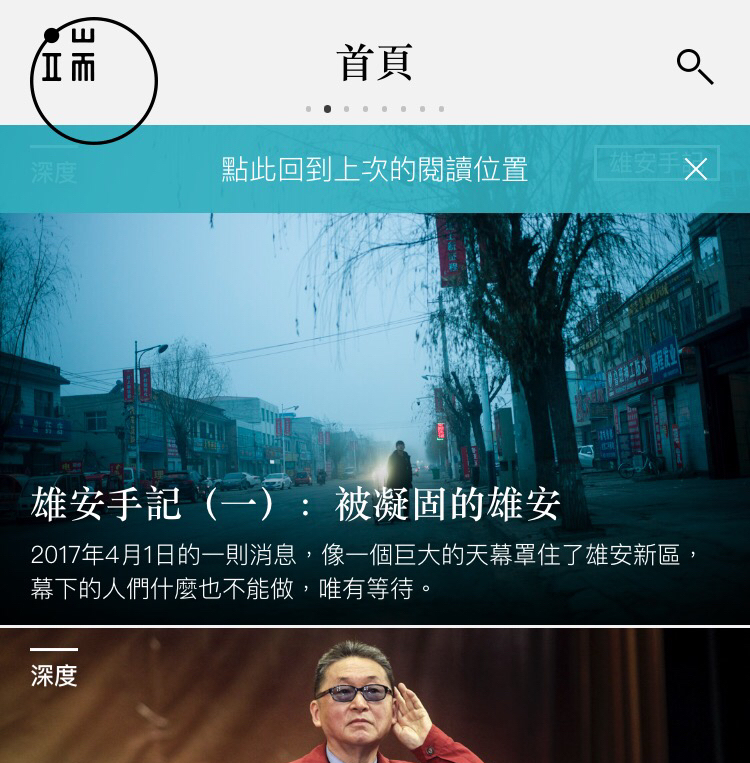 端
首頁
深度
點此回到上次的閱讀位置
雄安手記
雄安手記（一）：被凝固的雄安
2017年4月1日的一則消息，像一個巨大的天幕罩住了雄安新區，
幕下的人們什麼也不能做，唯有等待。
深度